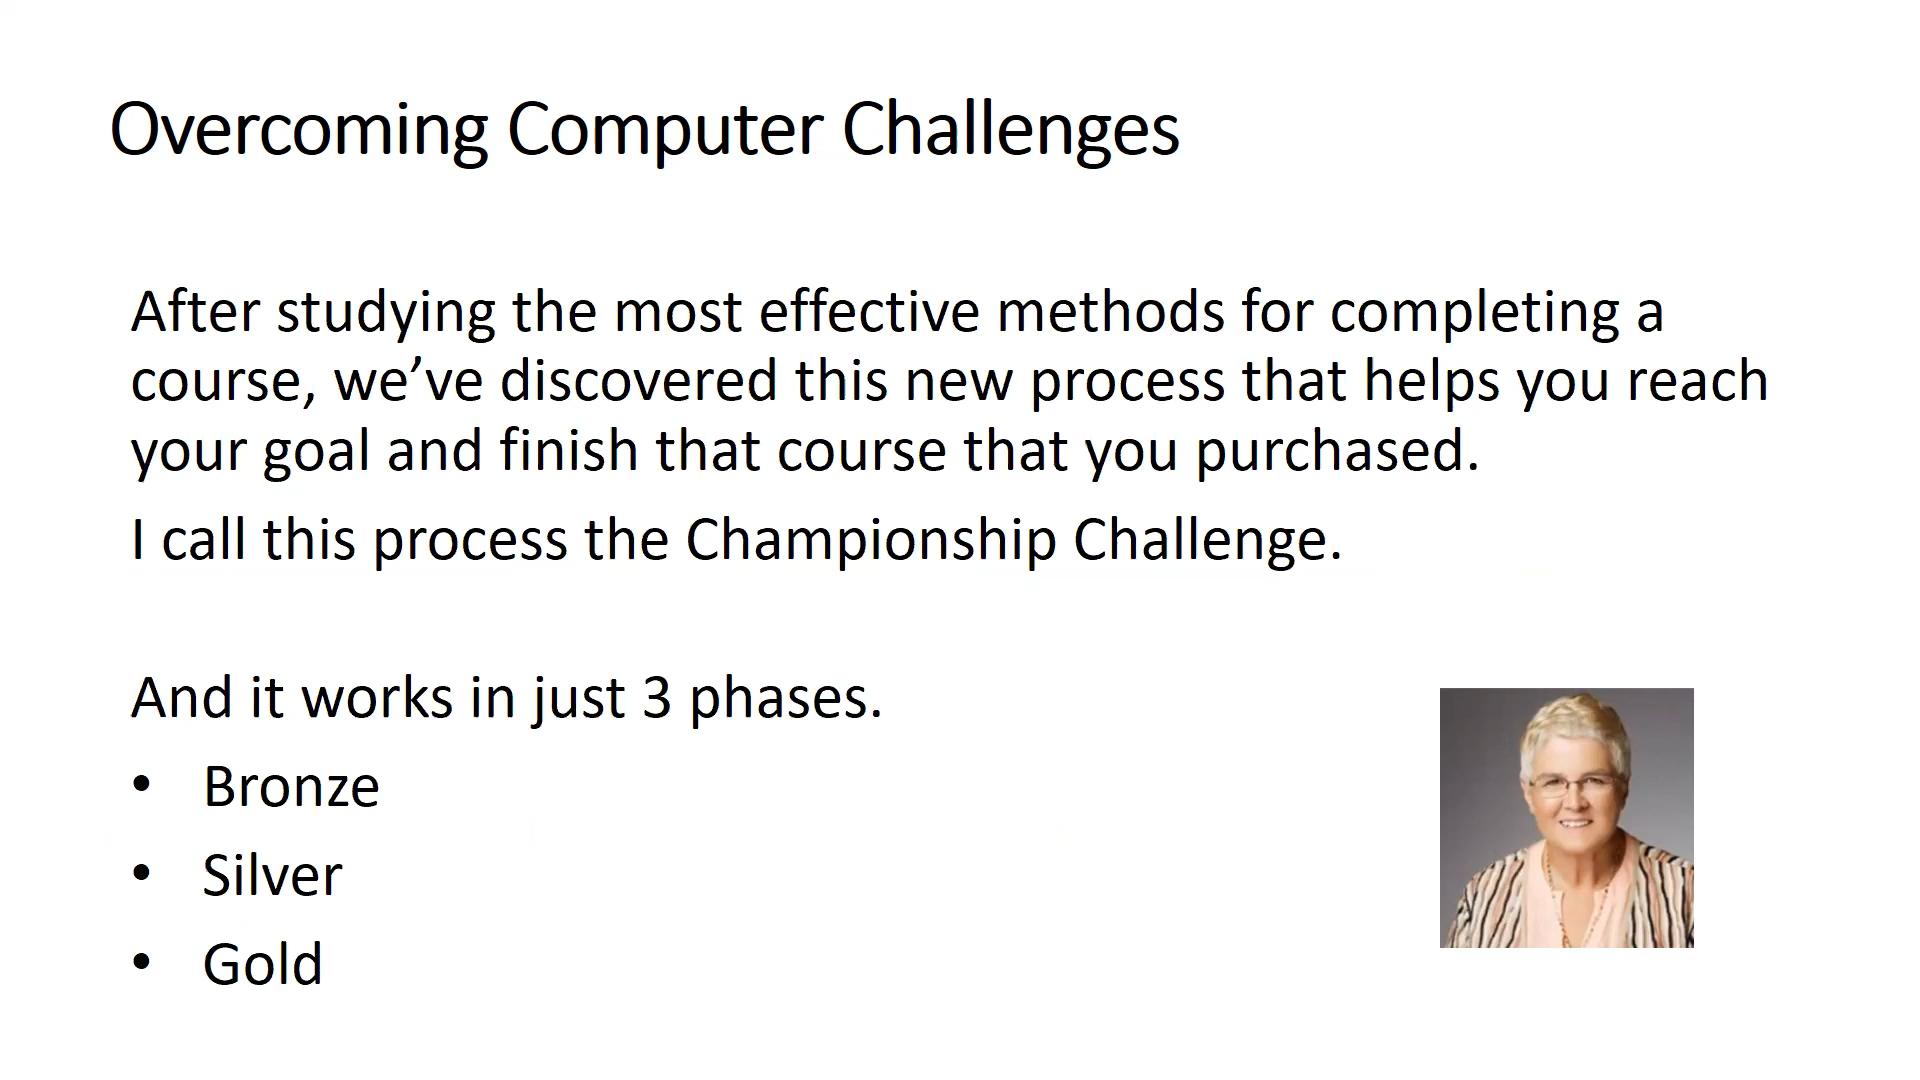 Overcoming Computer Challenges
After studying the most effective methods for completing a
course, we’ve discovered this new process that helps you reach
your goal and finish that course that you purchased.
I call this process the Championship Challenge.
And it works in just 3 phases.
• Bronze
• Silver
• Gold